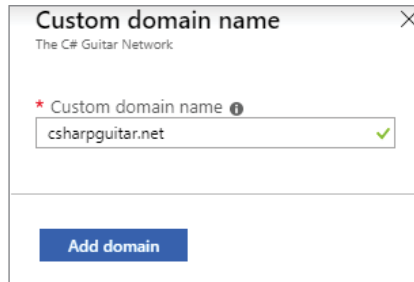 Custom domain name
The C# Guitar Network
* Custom domain name
csharpguitar.net
Add domain